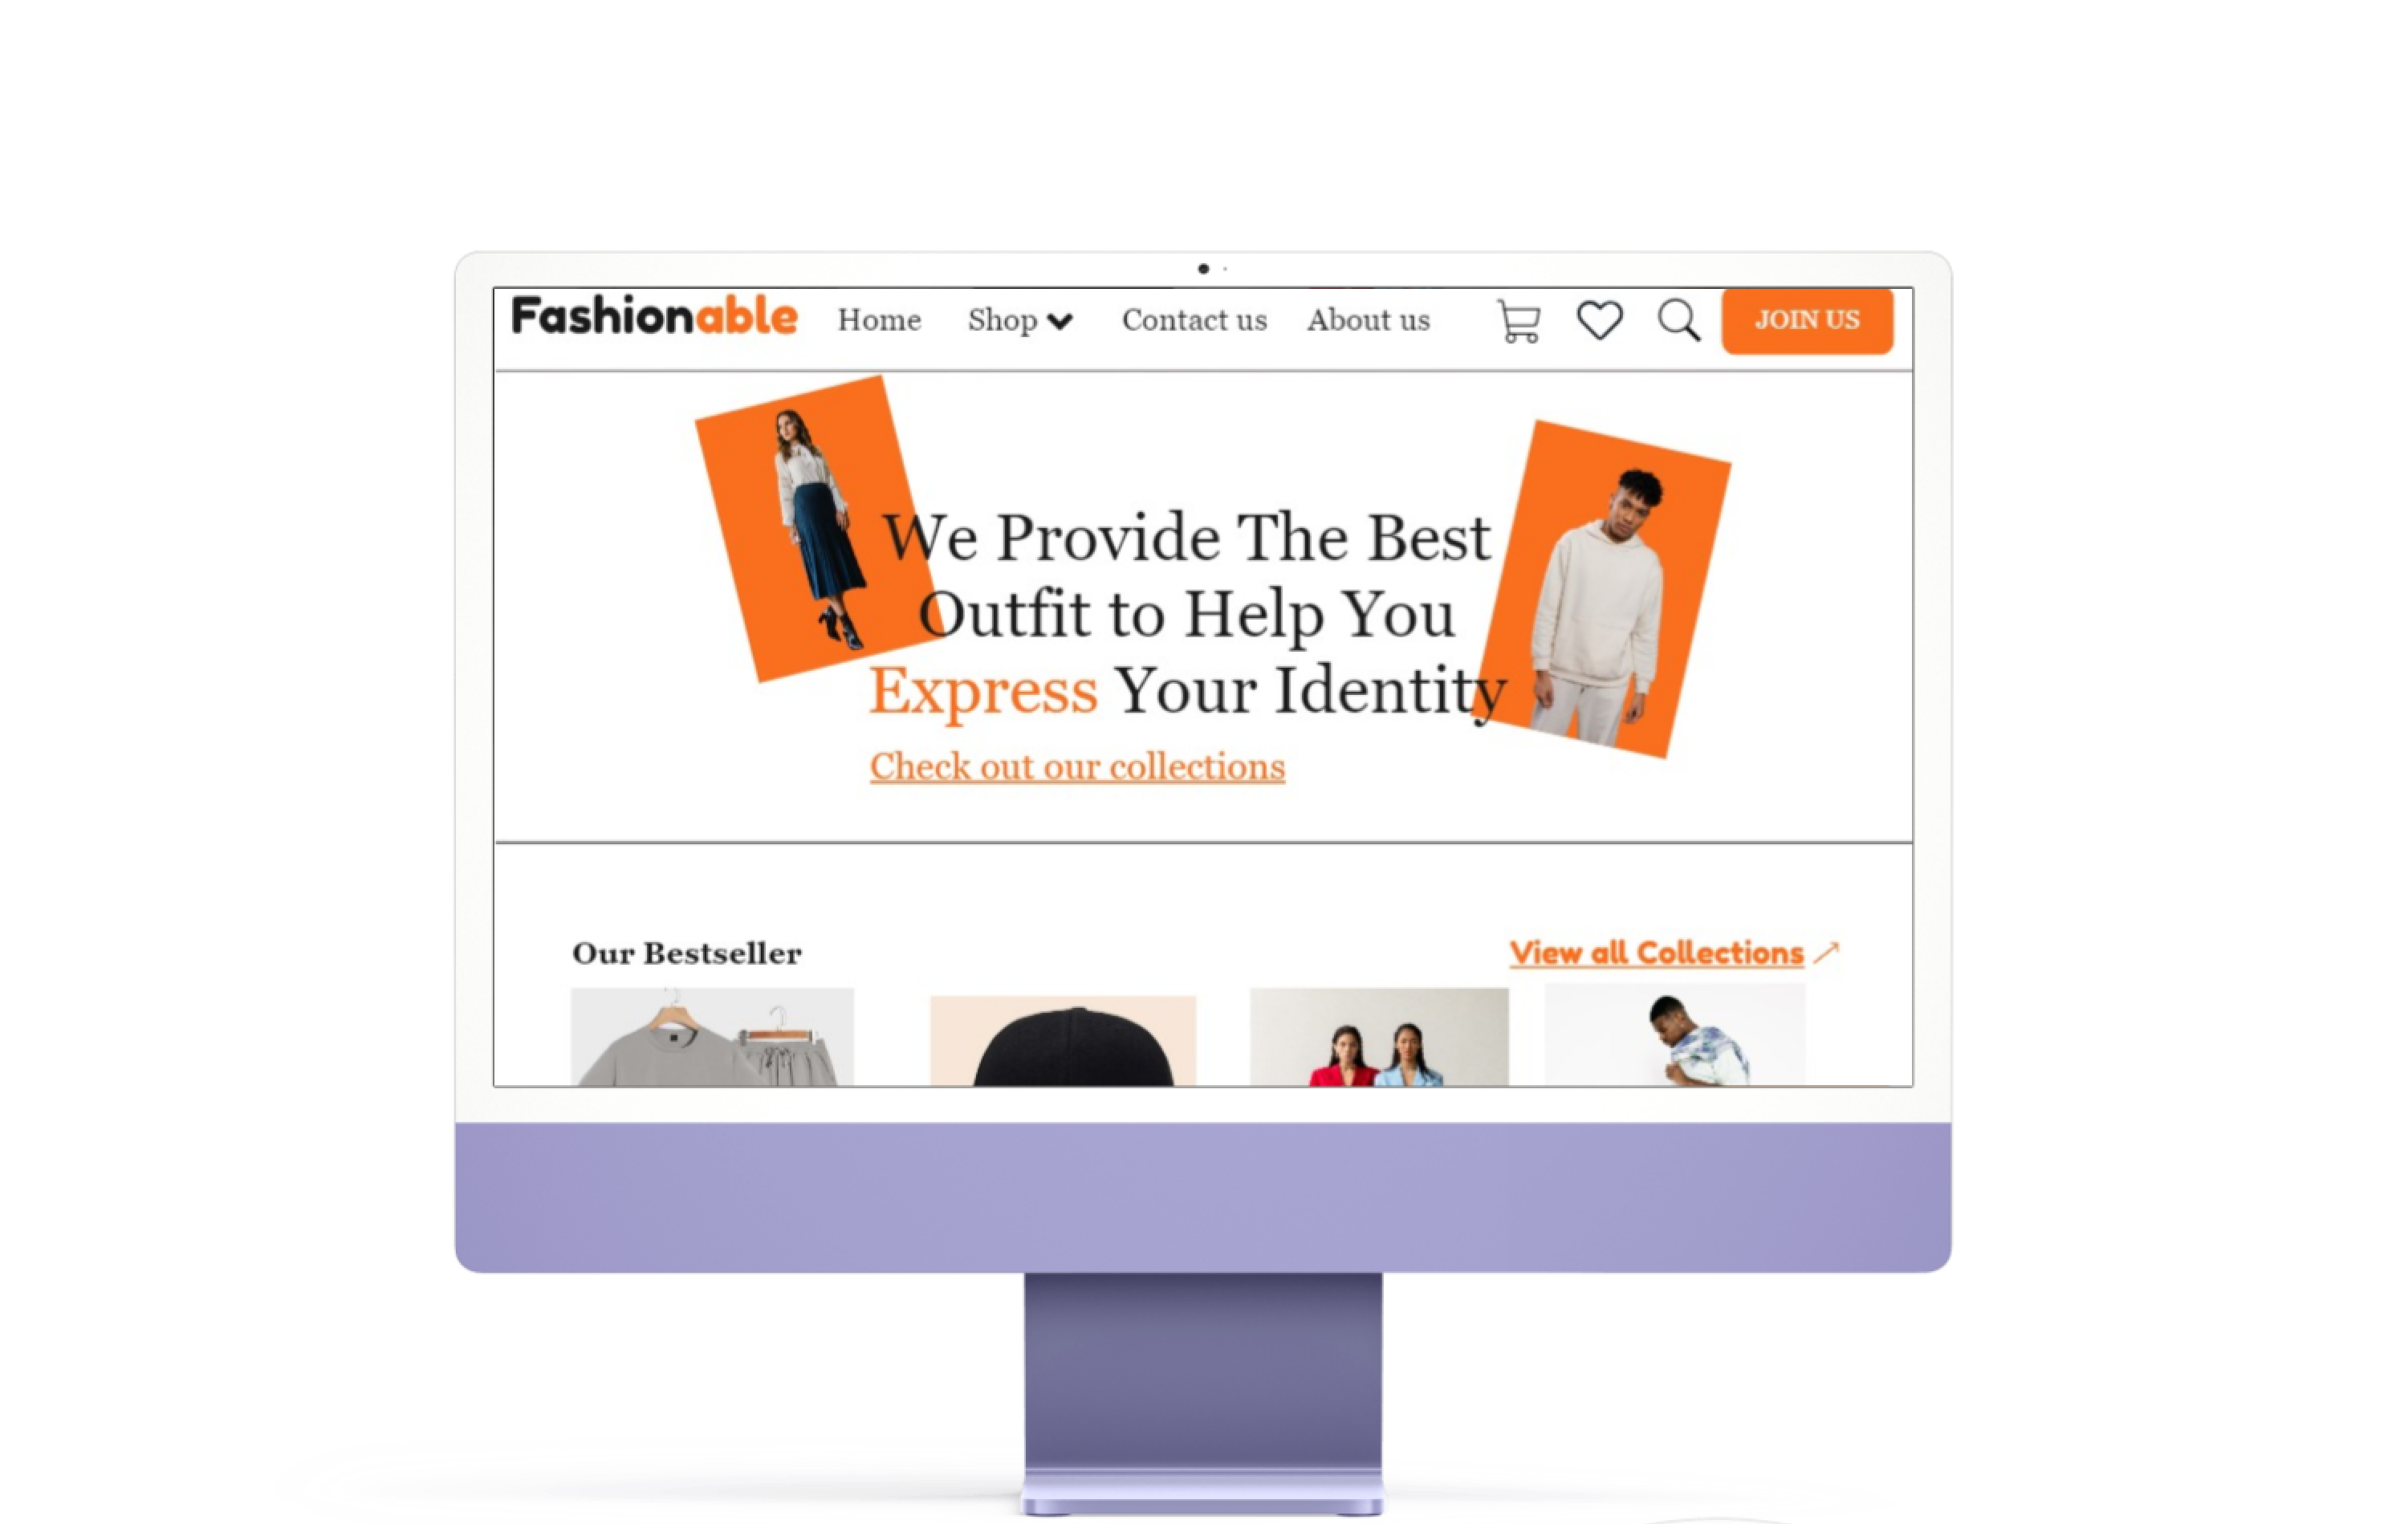 Fashionable Home Shop Contact us About us JOIN US
We Provide The Best
Outfit to Help You
Express Your Identity
Check out our collections
Our Bestseller View all Collections